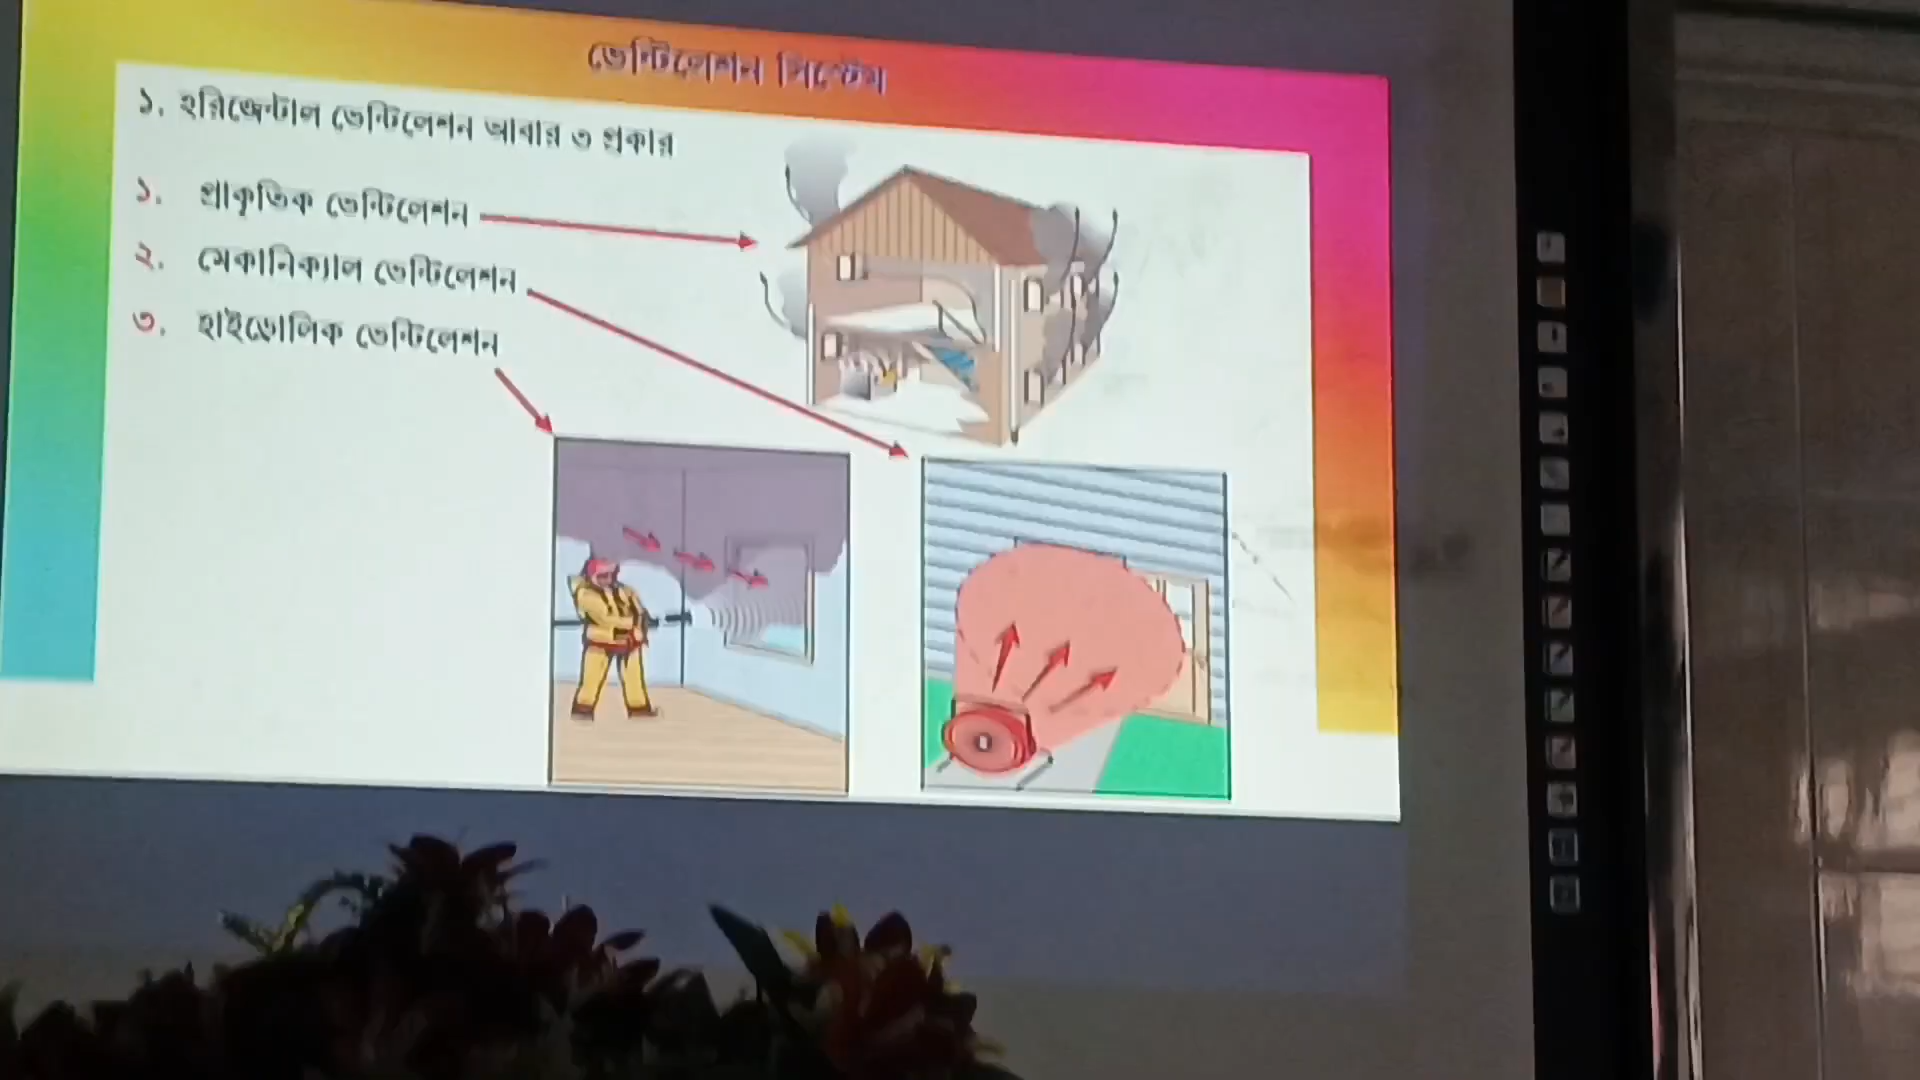 ভেন্টিলেশন সিস্টেম
১. হরিজেন্টাল ভেন্টিলেশন আবার ৩ প্রকার
১. প্রাকৃতিক ভেন্টিলেশন
২. মেকানিক্যাল ভেন্টিলেশন
৩. হাইড্রোলিক ভেন্টিলেশন